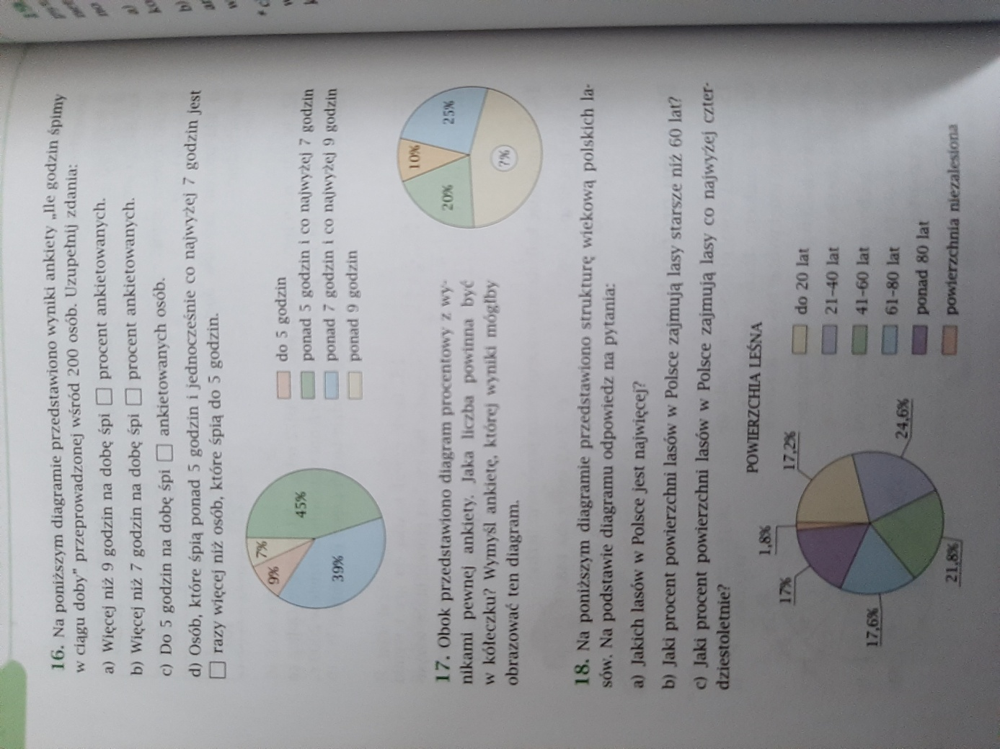 16. Na poniższym diagramie przedstawiono wyniki ankiety „Ile godzin śpimy
w ciągu doby” przeprowadzonej wśród 200 osób. Uzupełnij zdania:
a) Więcej niż 9 godzin na dobę śpi □ procent ankietowanych.
b) Więcej niż 7 godzin na dobę śpi □ procent ankietowanych.
c) Do 5 godzin na dobę śpi □ ankietowanych osób.
d) Osób, które śpią ponad 5 godzin i jednocześnie co najwyżej 7 godzin jest
□ razy więcej niż osób, które śpią do 5 godzin.
9%
7%
45%
39%
do 5 godzin
ponad 5 godzin i co najwyżej 7 godzin
ponad 7 godzin i co najwyżej 9 godzin
ponad 9 godzin
17. Obok przedstawiono diagram procentowy z wy-
nikami pewnej ankiety. Jaka liczba powinna być
w kółeczku? Wymyśl ankietę, której wyniki mógłby
obrazować ten diagram.
20%
10%
25%
?%
18. Na poniższym diagramie przedstawiono strukturę wiekową polskich la-
sów. Na podstawie diagramu odpowiedz na pytania:
a) Jakich lasów w Polsce jest najwięcej?
b) Jaki procent powierzchni lasów w Polsce zajmują lasy starsze niż 60 lat?
c) Jaki procent powierzchni lasów w Polsce zajmują lasy co najwyżej czter-
dziestoletnie?
POWIERZCHIA LEŚNA
17%
1,8%
17,2%
24,6%
21,8%
17,6%
do 20 lat
21–40 lat
41–60 lat
61–80 lat
ponad 80 lat
powierzchnia niezalesiona